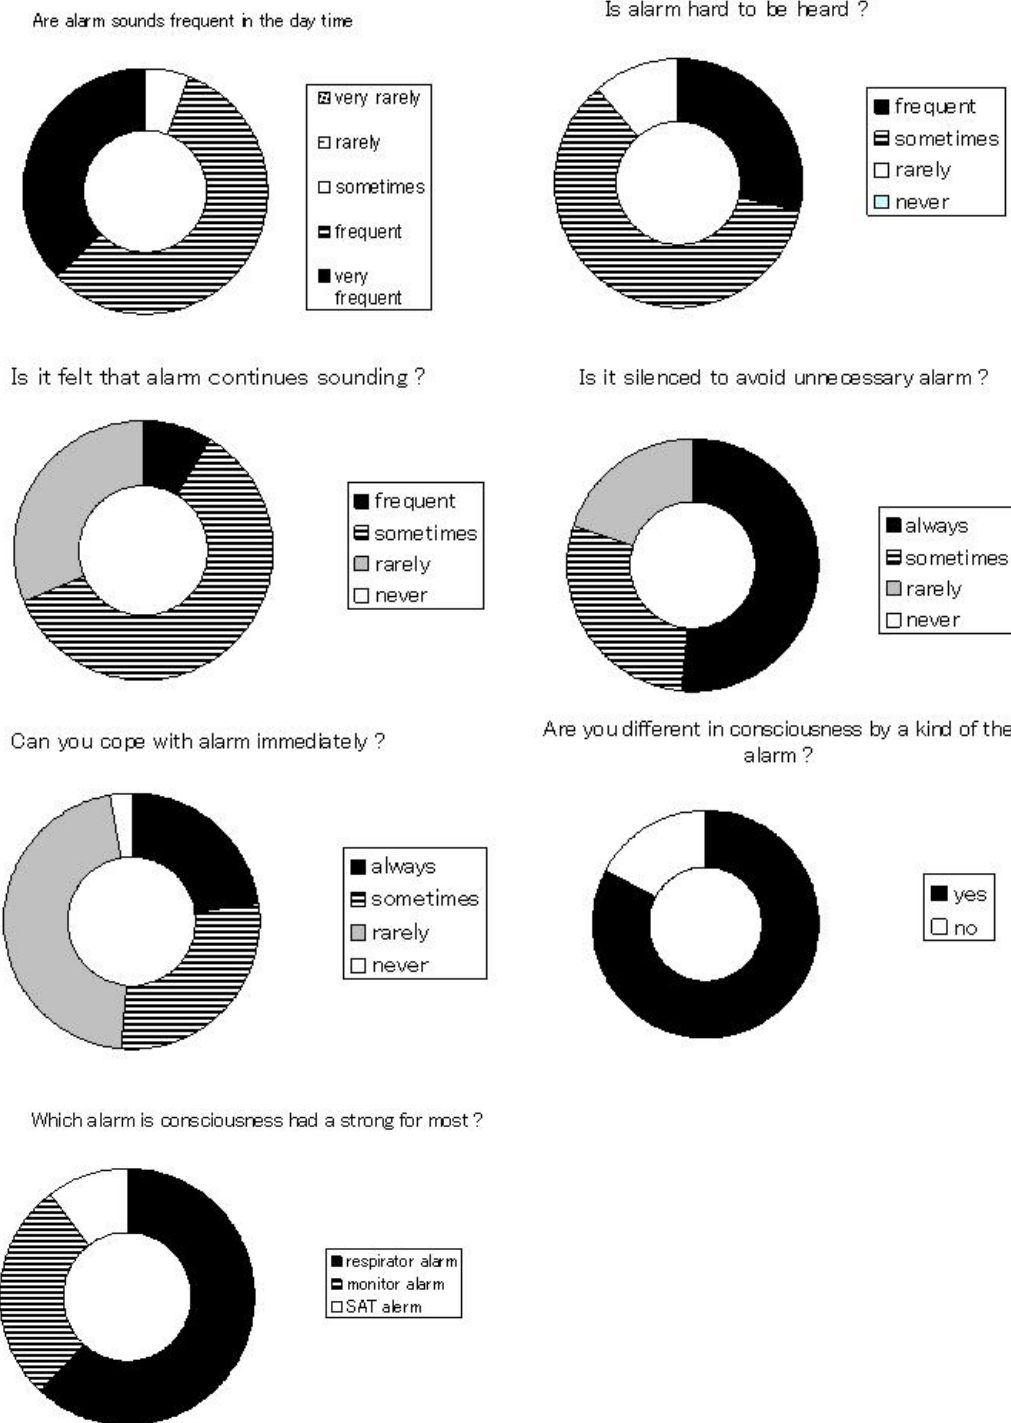 Are alarm sounds frequent in the day time
very rarely
rarely
sometimes
frequent
very
frequent
Is alarm hard to be heard ?
frequent
sometimes
rarely
never
Is it felt that alarm continues sounding ?
frequent
sometimes
rarely
never
Is it silenced to avoid unnecessary alarm ?
always
sometimes
rarely
never
Can you cope with alarm immediately ?
always
sometimes
rarely
never
Are you different in consciousness by a kind of the
alarm ?
yes
no
Which alarm is consciousness had a strong for most ?
respirator alarm
monitor alarm
SAT alerm